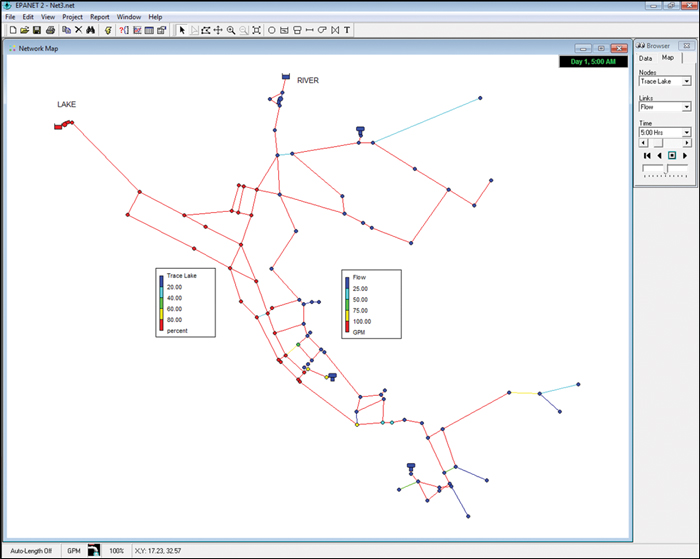 EPANET 2 - Net3.net
File Edit View Project Report Window Help
Network Map
Day 1, 5:00 AM
RIVER
LAKE
Trace Lake
20.00
40.00
60.00
80.00
percent
Flow
25.00
50.00
75.00
100.00
GPM
Browser
Data Map
Nodes
Trace Lake
Links
Flow
Time
5:00 Hrs
Auto-Length Off GPM 100% X,Y: 17.23, 32.57